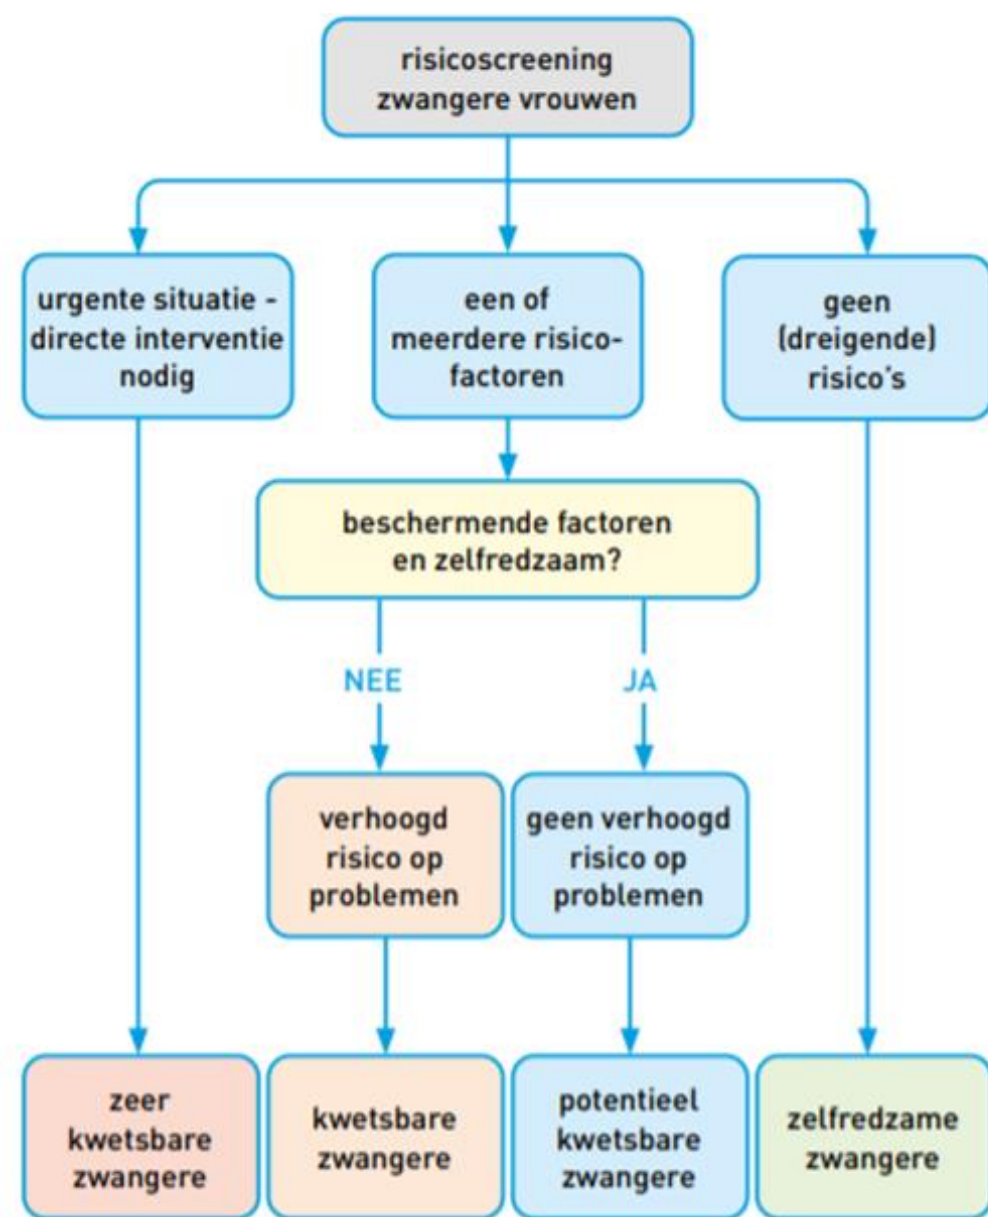 risicoscreening
zwangere vrouwen
urgente situatie -
directe interventie
nodig
een of
meerdere risico-
factoren
geen
(dreigende)
risico's
beschermende factoren
en zelfredzaam?
NEE
JA
verhoogd
risico op
problemen
geen verhoogd
risico op
problemen
zeer
kwetsbare
zwangere
kwetsbare
zwangere
potentieel
kwetsbare
zwangere
zelfredzame
zwangere